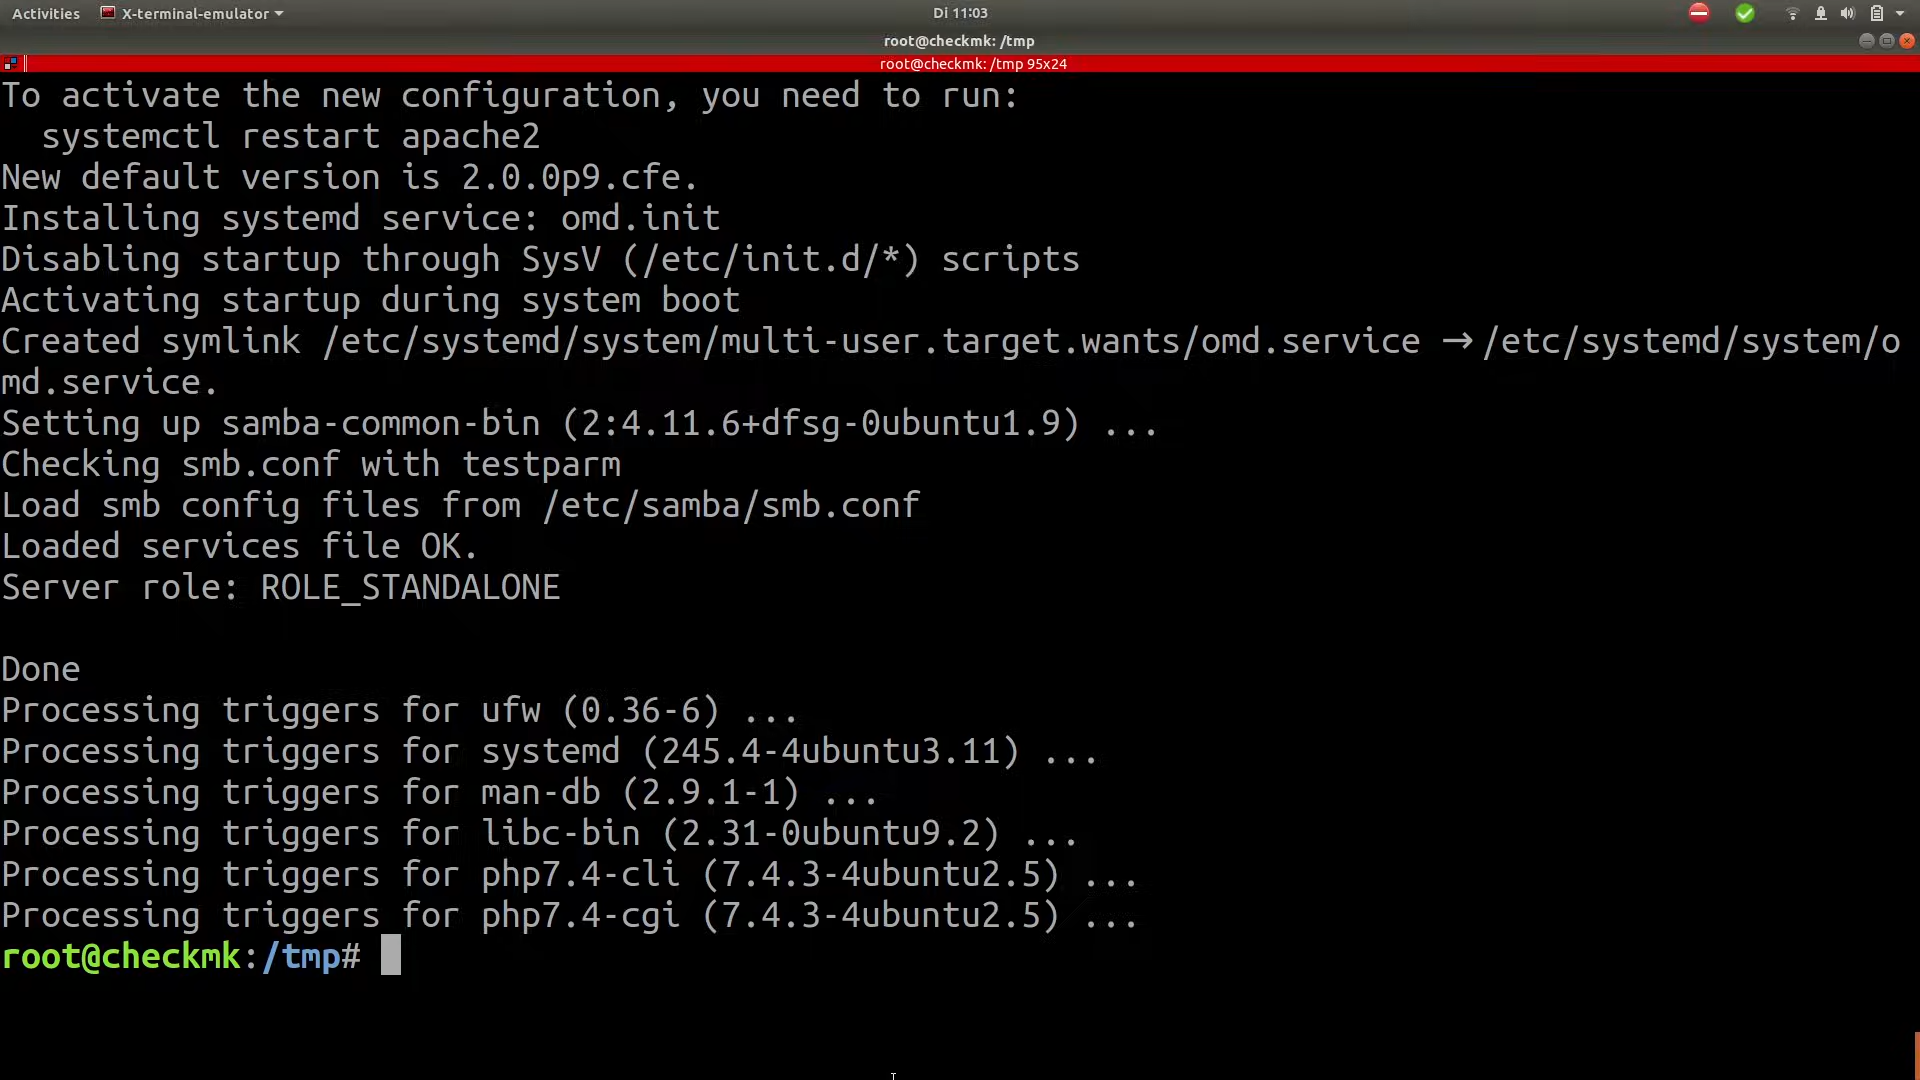 Activities X-terminal-emulator Di 11:03
root@checkmk: /tmp
root@checkmk: /tmp 95x24
To activate the new configuration, you need to run:
  systemctl restart apache2
New default version is 2.0.0p9.cfe.
Installing systemd service: omd.init
Disabling startup through SysV (/etc/init.d/*) scripts
Activating startup during system boot
Created symlink /etc/systemd/system/multi-user.target.wants/omd.service → /etc/systemd/system/o
md.service.
Setting up samba-common-bin (2:4.11.6+dfsg-0ubuntu1.9) ...
Checking smb.conf with testparm
Load smb config files from /etc/samba/smb.conf
Loaded services file OK.
Server role: ROLE_STANDALONE
Done
Processing triggers for ufw (0.36-6) ...
Processing triggers for systemd (245.4-4ubuntu3.11) ...
Processing triggers for man-db (2.9.1-1) ...
Processing triggers for libc-bin (2.31-0ubuntu9.2) ...
Processing triggers for php7.4-cli (7.4.3-4ubuntu2.5) ...
Processing triggers for php7.4-cgi (7.4.3-4ubuntu2.5) ...
root@checkmk:/tmp#